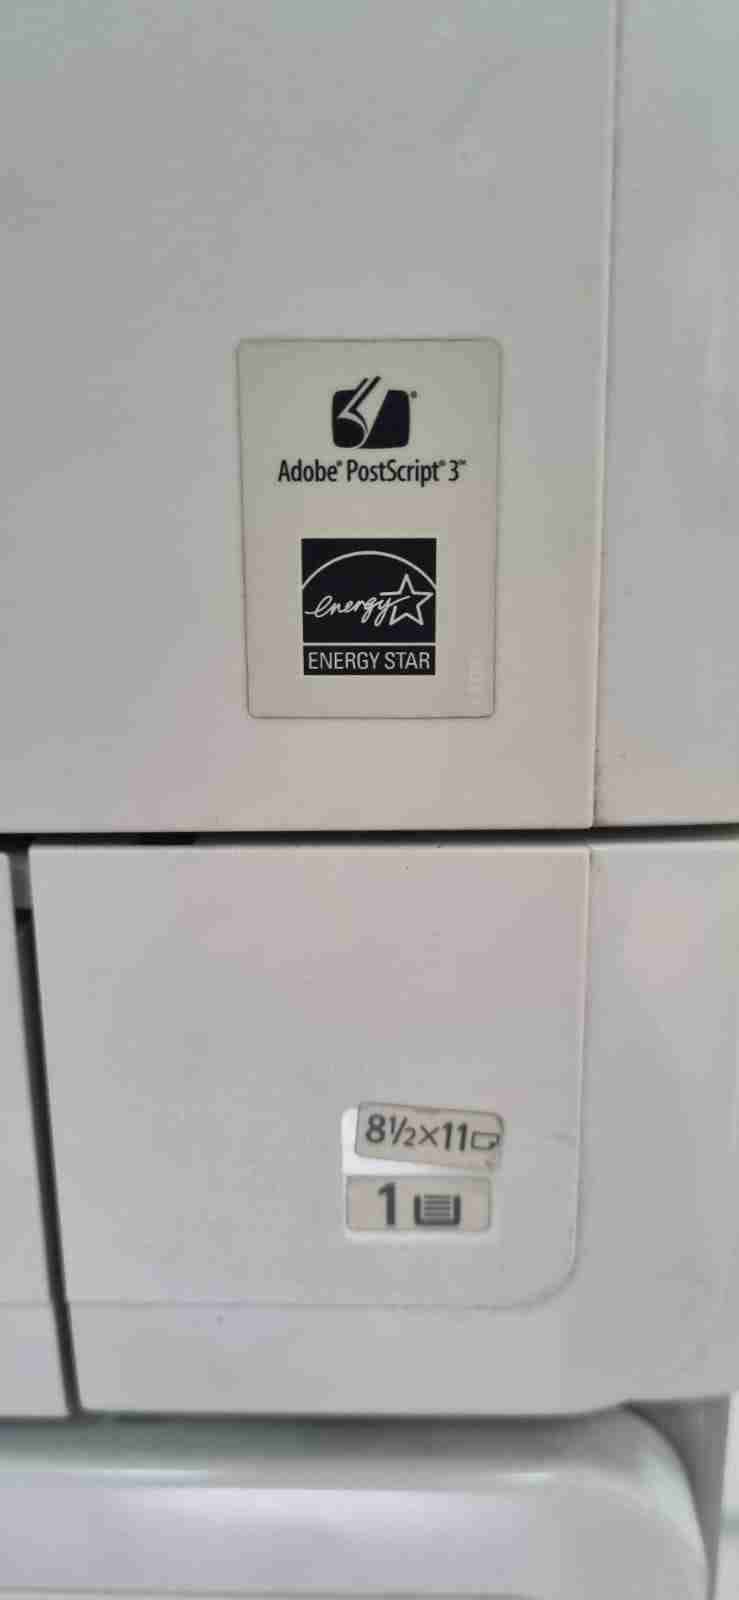 Adobe® PostScript® 3™
energy
ENERGY STAR
8½×11
1